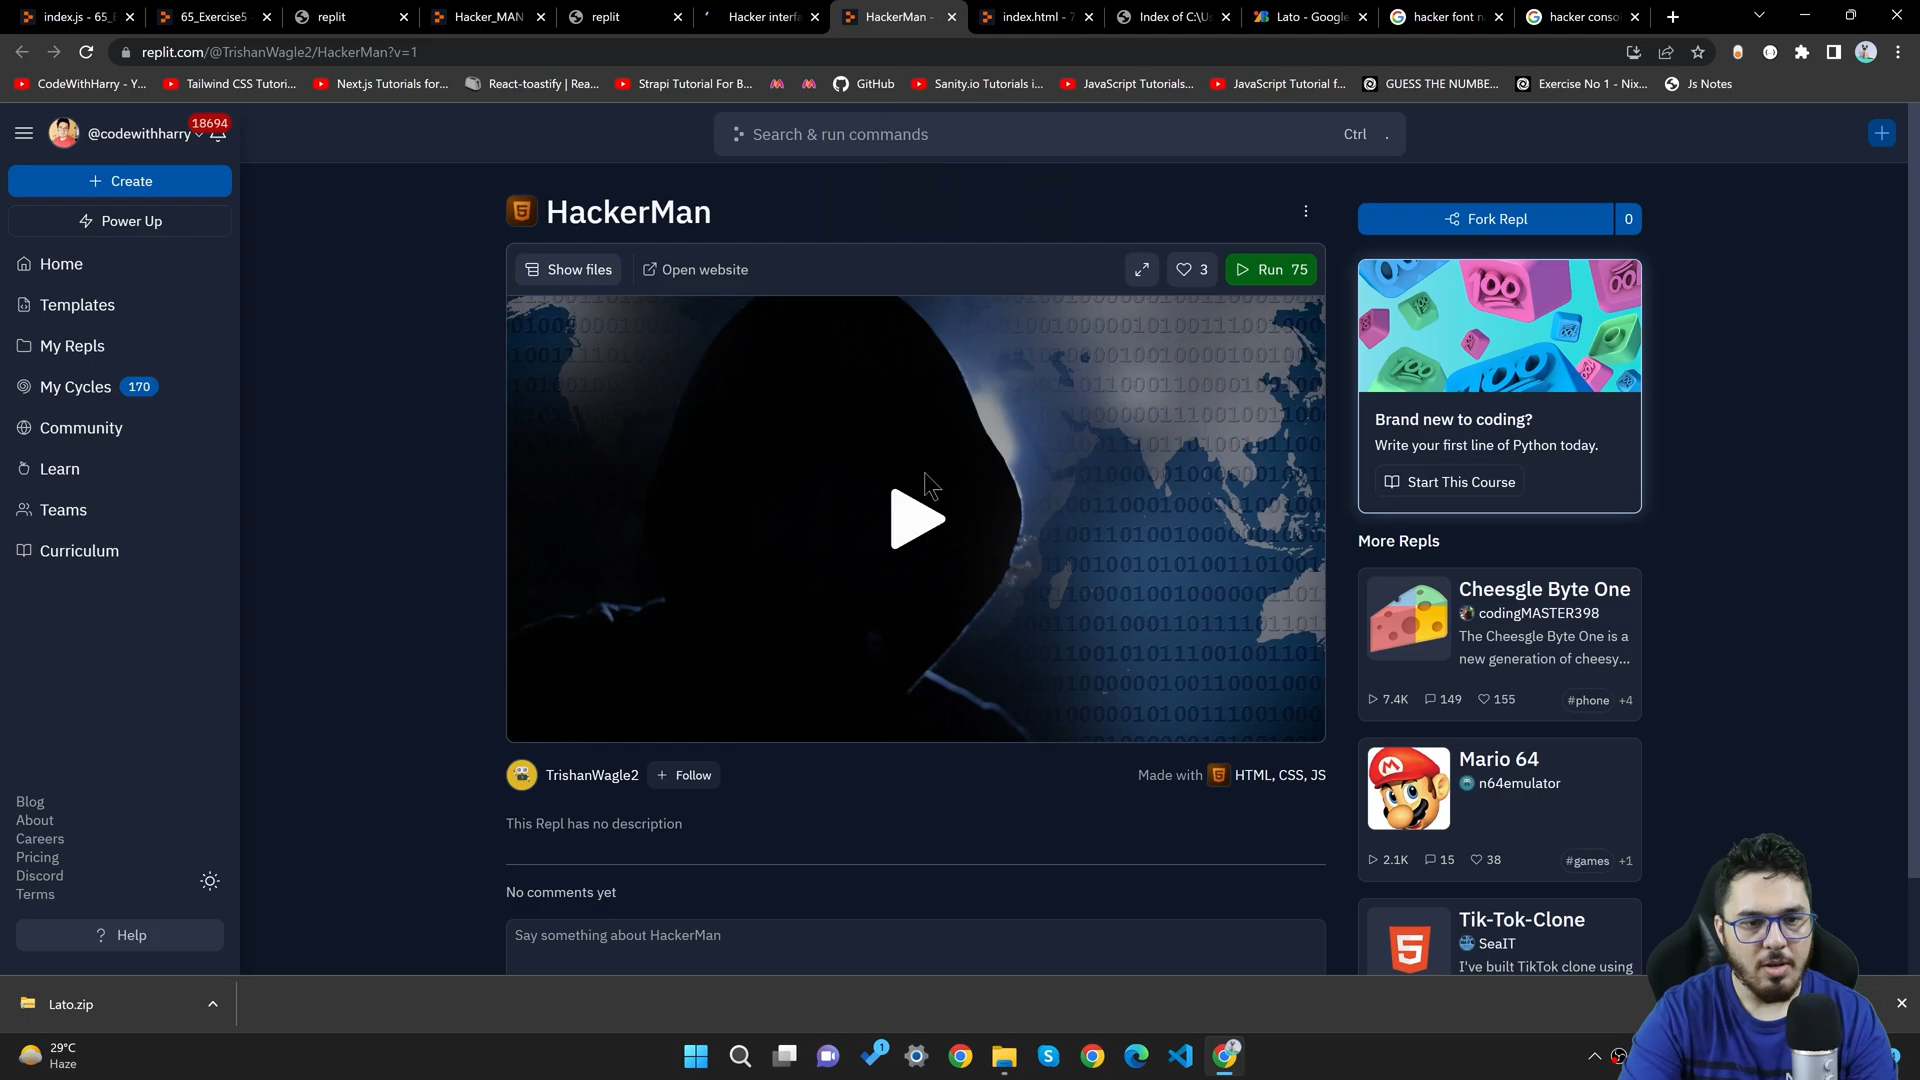 index.js - 65_E
65_Exercise5 -
replit
Hacker_MAN
replit
Hacker interfa
HackerMan -
index.html - 7
Index of C:\Us
Lato - Google
hacker font n
hacker conso
replit.com/@TrishanWagle2/HackerMan?v=1
CodeWithHarry - Y...
Tailwind CSS Tutori...
Next.js Tutorials for...
React-toastify | Rea...
Strapi Tutorial For B...
GitHub
Sanity.io Tutorials i...
JavaScript Tutorials...
JavaScript Tutorial f...
GUESS THE NUMBE...
Exercise No 1 - Nix...
Js Notes
@codewithharry
18694
Search & run commands
Ctrl .
Create
Power Up
Home
Templates
My Repls
My Cycles 170
Community
Learn
Teams
Curriculum
Blog
About
Careers
Pricing
Discord
Terms
? Help
HackerMan
Show files
Open website
3
Run 75
TrishanWagle2
+ Follow
Made with HTML, CSS, JS
This Repl has no description
No comments yet
Say something about HackerMan
Fork Repl 0
Brand new to coding?
Write your first line of Python today.
Start This Course
More Repls
Cheesgle Byte One
codingMASTER398
The Cheesgle Byte One is a
new generation of cheesy...
7.4K 149 155 #phone +4
Mario 64
n64emulator
2.1K 15 38 #games +1
Tik-Tok-Clone
SeaIT
I've built TikTok clone using
Lato.zip
29°C
Haze
1